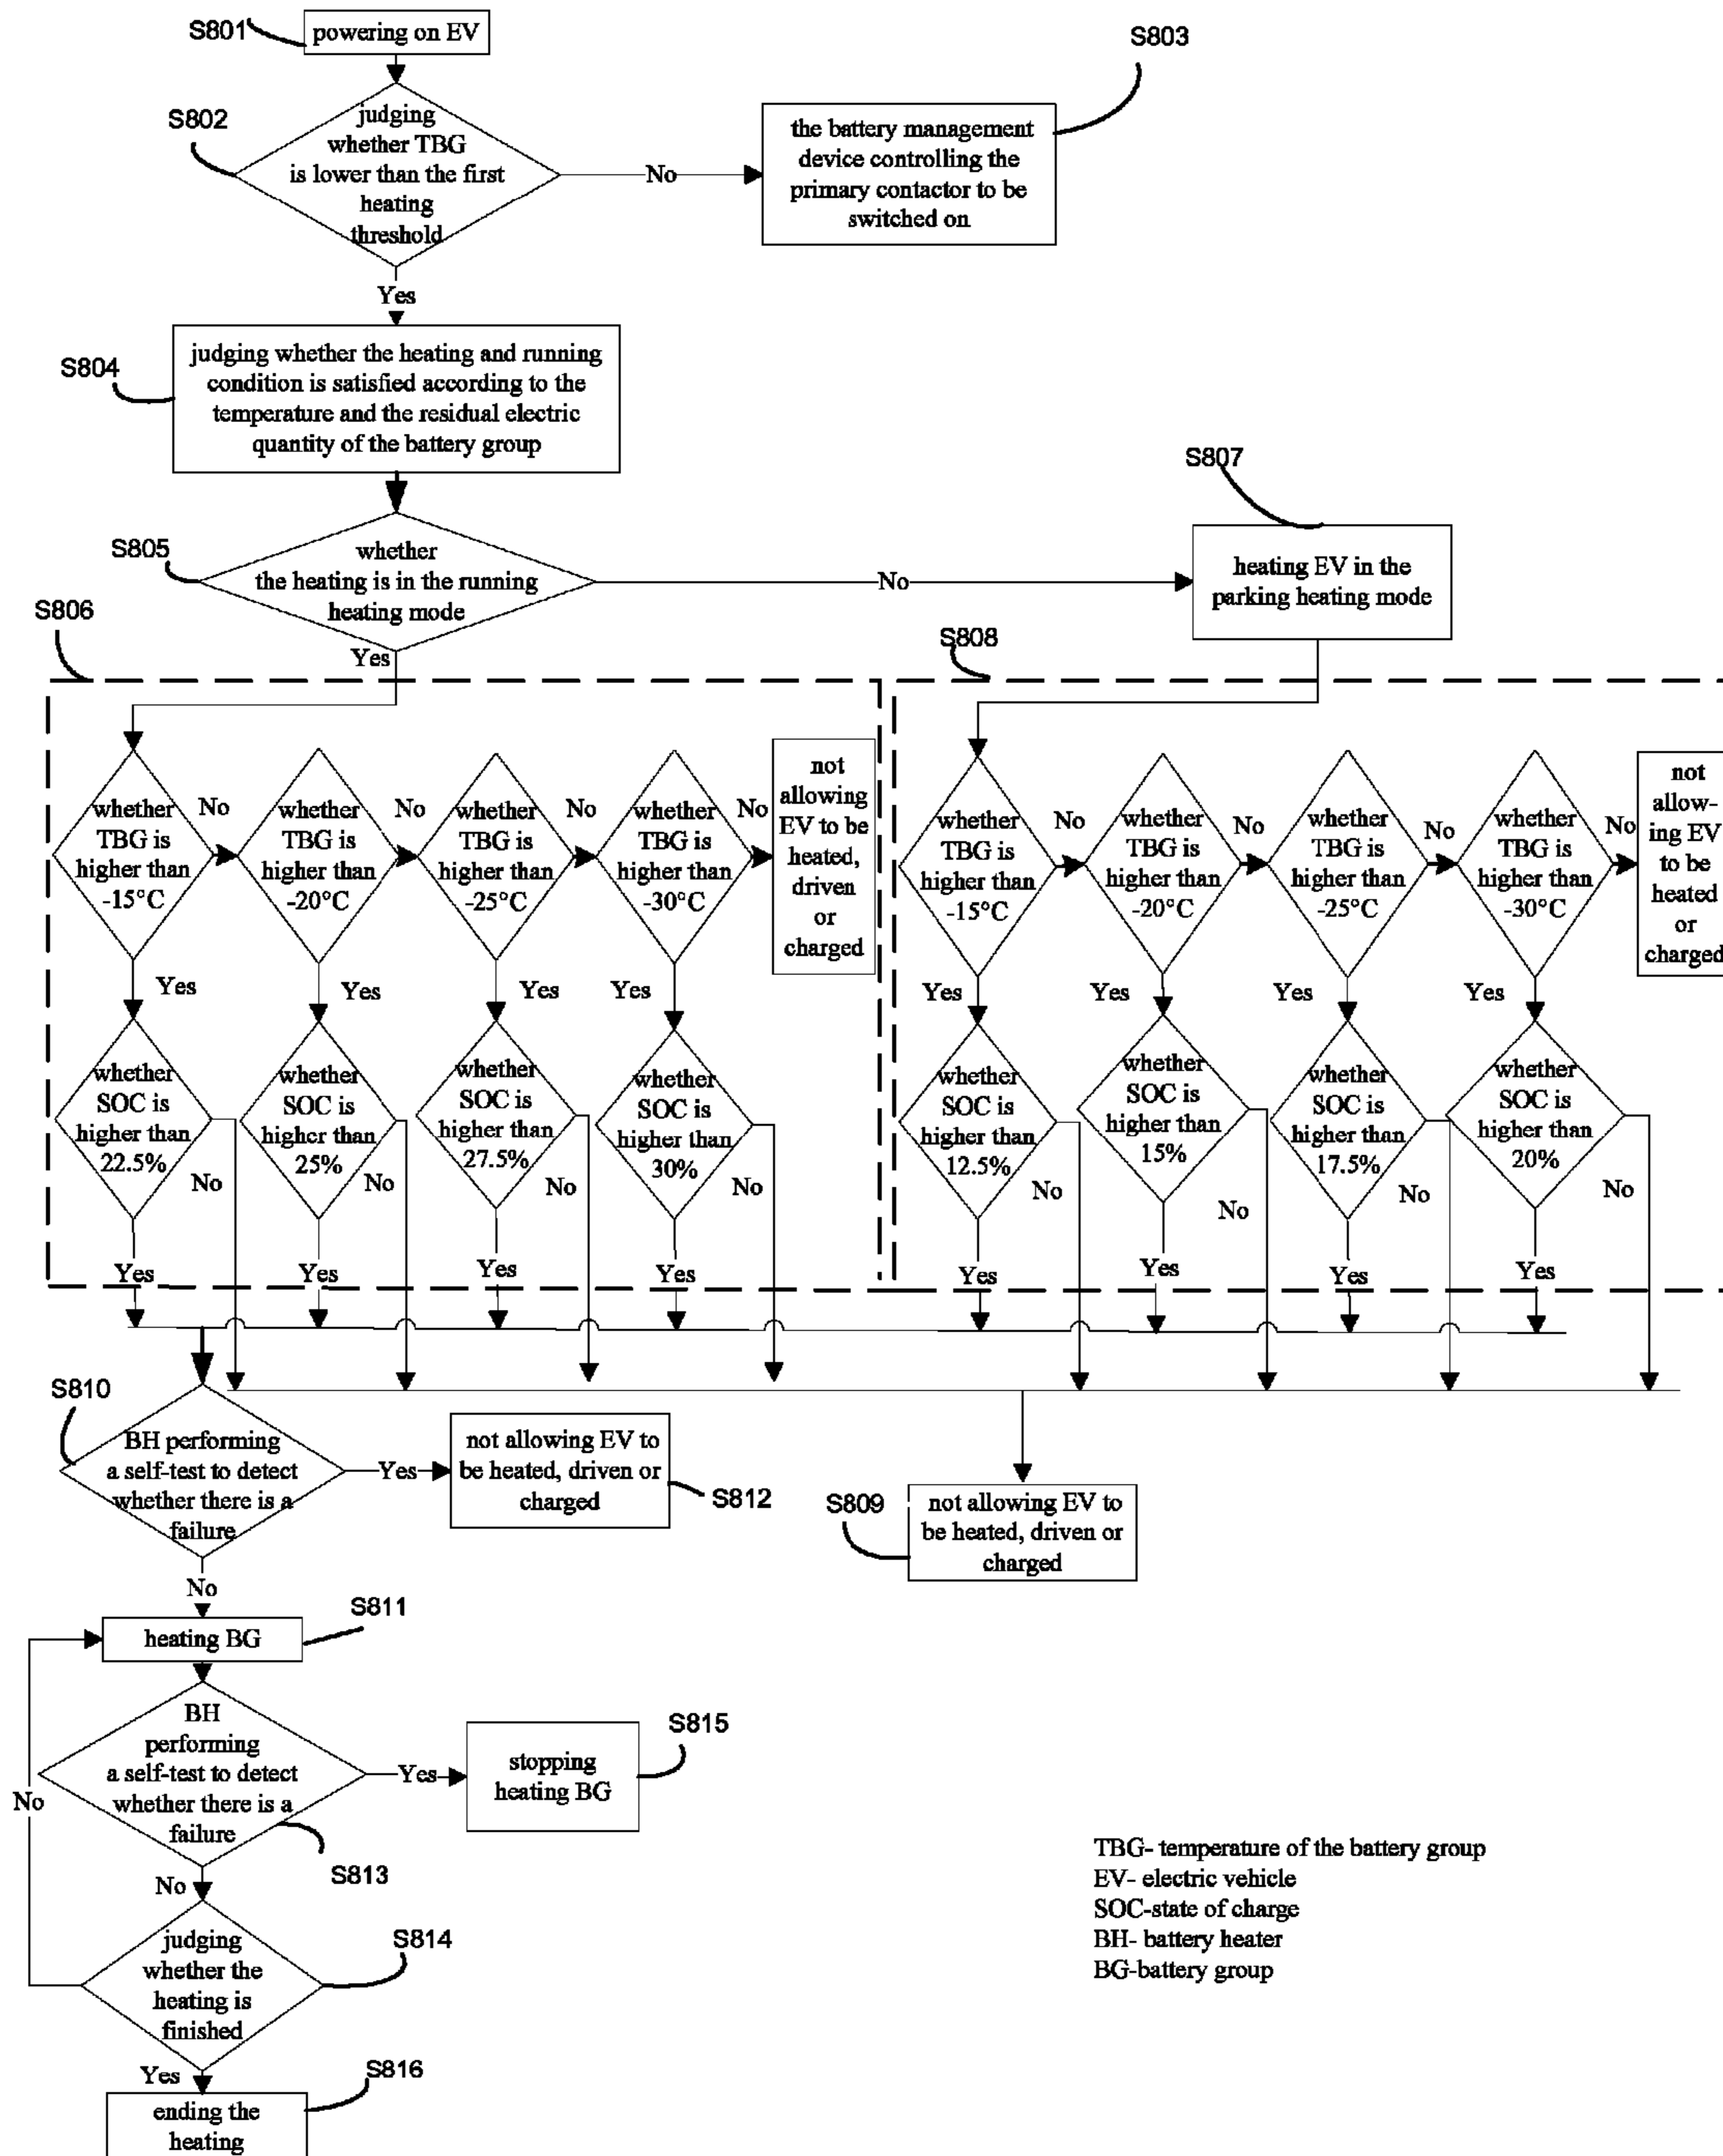 S801
powering on EV
S803
S802
judging
whether TBG
is lower than the first
heating
threshold
No
the battery management
device controlling the
primary contactor to be
switched on
Yes
S804
judging whether the heating and running
condition is satisfied according to the
temperature and the residual electric
quantity of the battery group
S807
S805
whether
the heating is in the running
heating mode
No
heating EV in the
parking heating mode
S806
Yes
S808
whether
TBG is
higher than
-15°C
No
whether
TBG is
higher than
-20°C
No
whether
TBG is
higher than
-25°C
No
whether
TBG is
higher than
-30°C
No
not
allowing
EV to be
heated,
driven
or
charged
whether
TBG is
higher than
-15°C
No
whether
TBG is
higher than
-20°C
No
whether
TBG is
higher than
-25°C
No
whether
TBG is
higher than
-30°C
No
not
allow-
ing EV
to be
heated
or
charged
Yes
Yes
Yes
Yes
Yes
Yes
Yes
Yes
whether
SOC is
higher than
22.5%
No
whether
SOC is
higher than
25%
No
whether
SOC is
higher than
27.5%
No
whether
SOC is
higher than
30%
No
whether
SOC is
higher than
12.5%
No
whether
SOC is
higher than
15%
No
whether
SOC is
higher than
17.5%
No
whether
SOC is
higher than
20%
No
Yes
Yes
Yes
Yes
Yes
Yes
Yes
Yes
S810
BH performing
a self-test to detect
whether there is a
failure
Yes
not allowing EV to
be heated, driven or
charged
S812
S809
not allowing EV to
be heated, driven or
charged
No
S811
heating BG
BH
performing
a self-test to detect
whether there is a
failure
Yes
stopping
heating BG
S815
No
S813
No
judging
whether the
heating is
finished
S814
Yes
S816
ending the
heating
TBG- temperature of the battery group
EV- electric vehicle
SOC-state of charge
BH- battery heater
BG-battery group